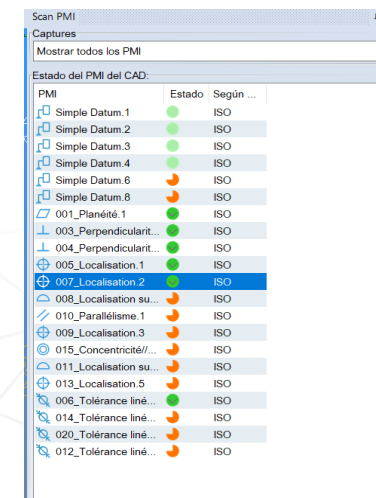 Scan PMI
Captures
Mostrar todos los PMI
Estado del PMI del CAD:
PMI Estado Según ...
Simple Datum.1 ISO
Simple Datum.2 ISO
Simple Datum.3 ISO
Simple Datum.4 ISO
Simple Datum.6 ISO
Simple Datum.8 ISO
001_Planéité.1 ISO
003_Perpendicularit... ISO
004_Perpendicularit... ISO
005_Localisation.1 ISO
007_Localisation.2 ISO
008_Localisation su... ISO
010_Parallélisme.1 ISO
009_Localisation.3 ISO
015_Concentricité//... ISO
011_Localisation su... ISO
013_Localisation.5 ISO
006_Tolérance liné... ISO
014_Tolérance liné... ISO
020_Tolérance liné... ISO
012_Tolérance liné... ISO